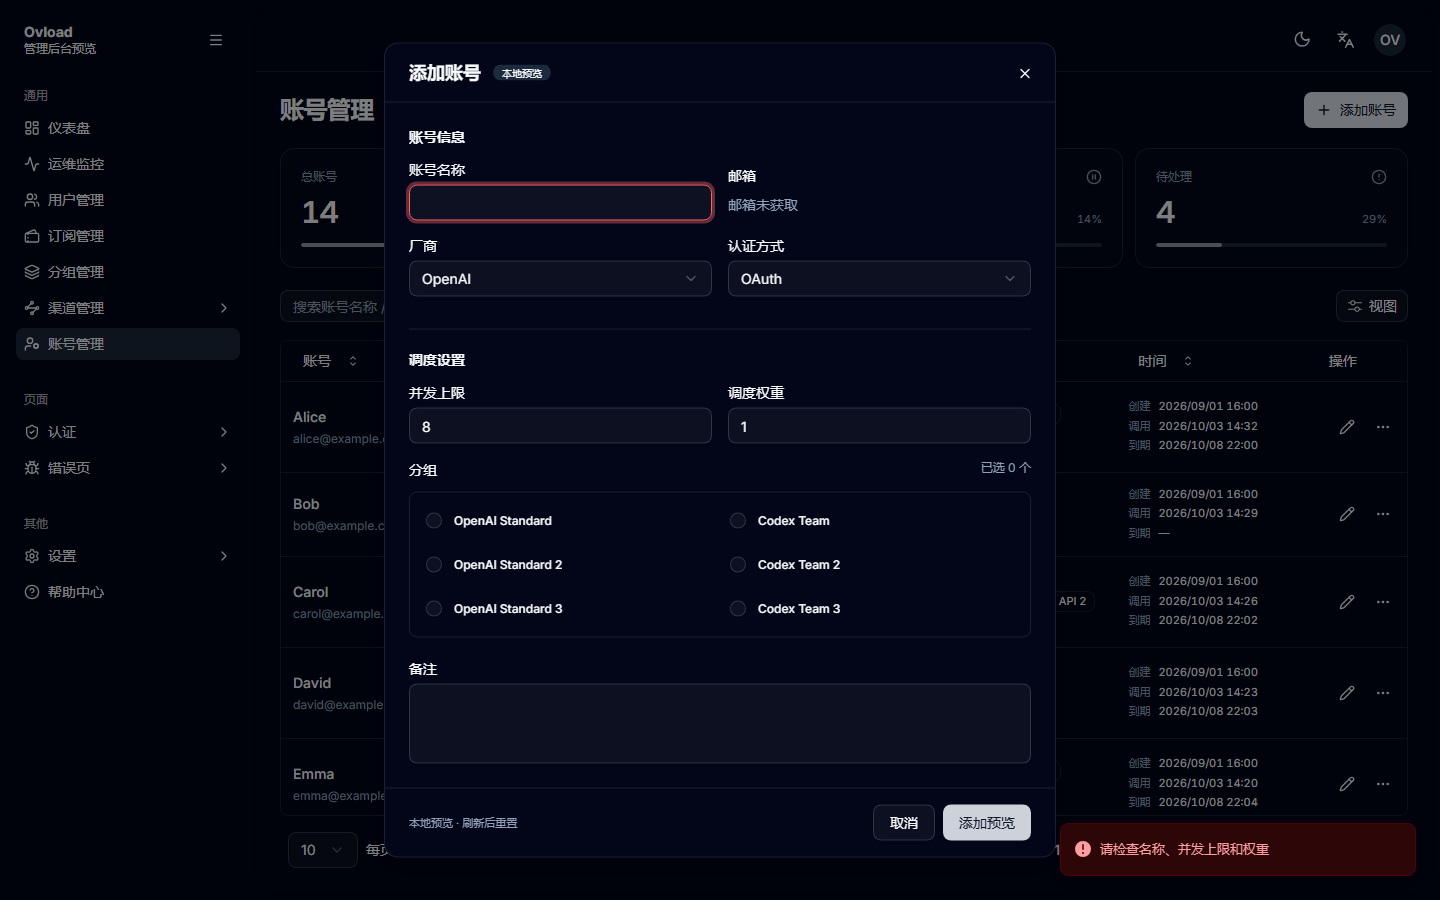 Ovload
管理后台预览
通用
仪表盘
运维监控
用户管理
订阅管理
分组管理
渠道管理
账号管理
页面
认证
错误页
其他
设置
帮助中心
OV
账号管理
添加账号
总账号
14
14%
待处理
4
29%
搜索账号名称 /
视图
账号
时间
操作
Alice
alice@example.c
创建 2026/09/01 16:00
调用 2026/10/03 14:32
到期 2026/10/08 22:00
Bob
bob@example.c
创建 2026/09/01 16:00
调用 2026/10/03 14:29
到期 —
Carol
carol@example.
API 2
创建 2026/09/01 16:00
调用 2026/10/03 14:26
到期 2026/10/08 22:02
David
david@example
创建 2026/09/01 16:00
调用 2026/10/03 14:23
到期 2026/10/08 22:03
Emma
emma@example
创建 2026/09/01 16:00
调用 2026/10/03 14:20
到期 2026/10/08 22:04
10
每页
添加账号
本地预览
账号信息
账号名称
邮箱
邮箱未获取
厂商
认证方式
OpenAI
OAuth
调度设置
并发上限
调度权重
8
1
分组
已选 0 个
OpenAI Standard
Codex Team
OpenAI Standard 2
Codex Team 2
OpenAI Standard 3
Codex Team 3
备注
本地预览 · 刷新后重置
取消
添加预览
请检查名称、并发上限和权重